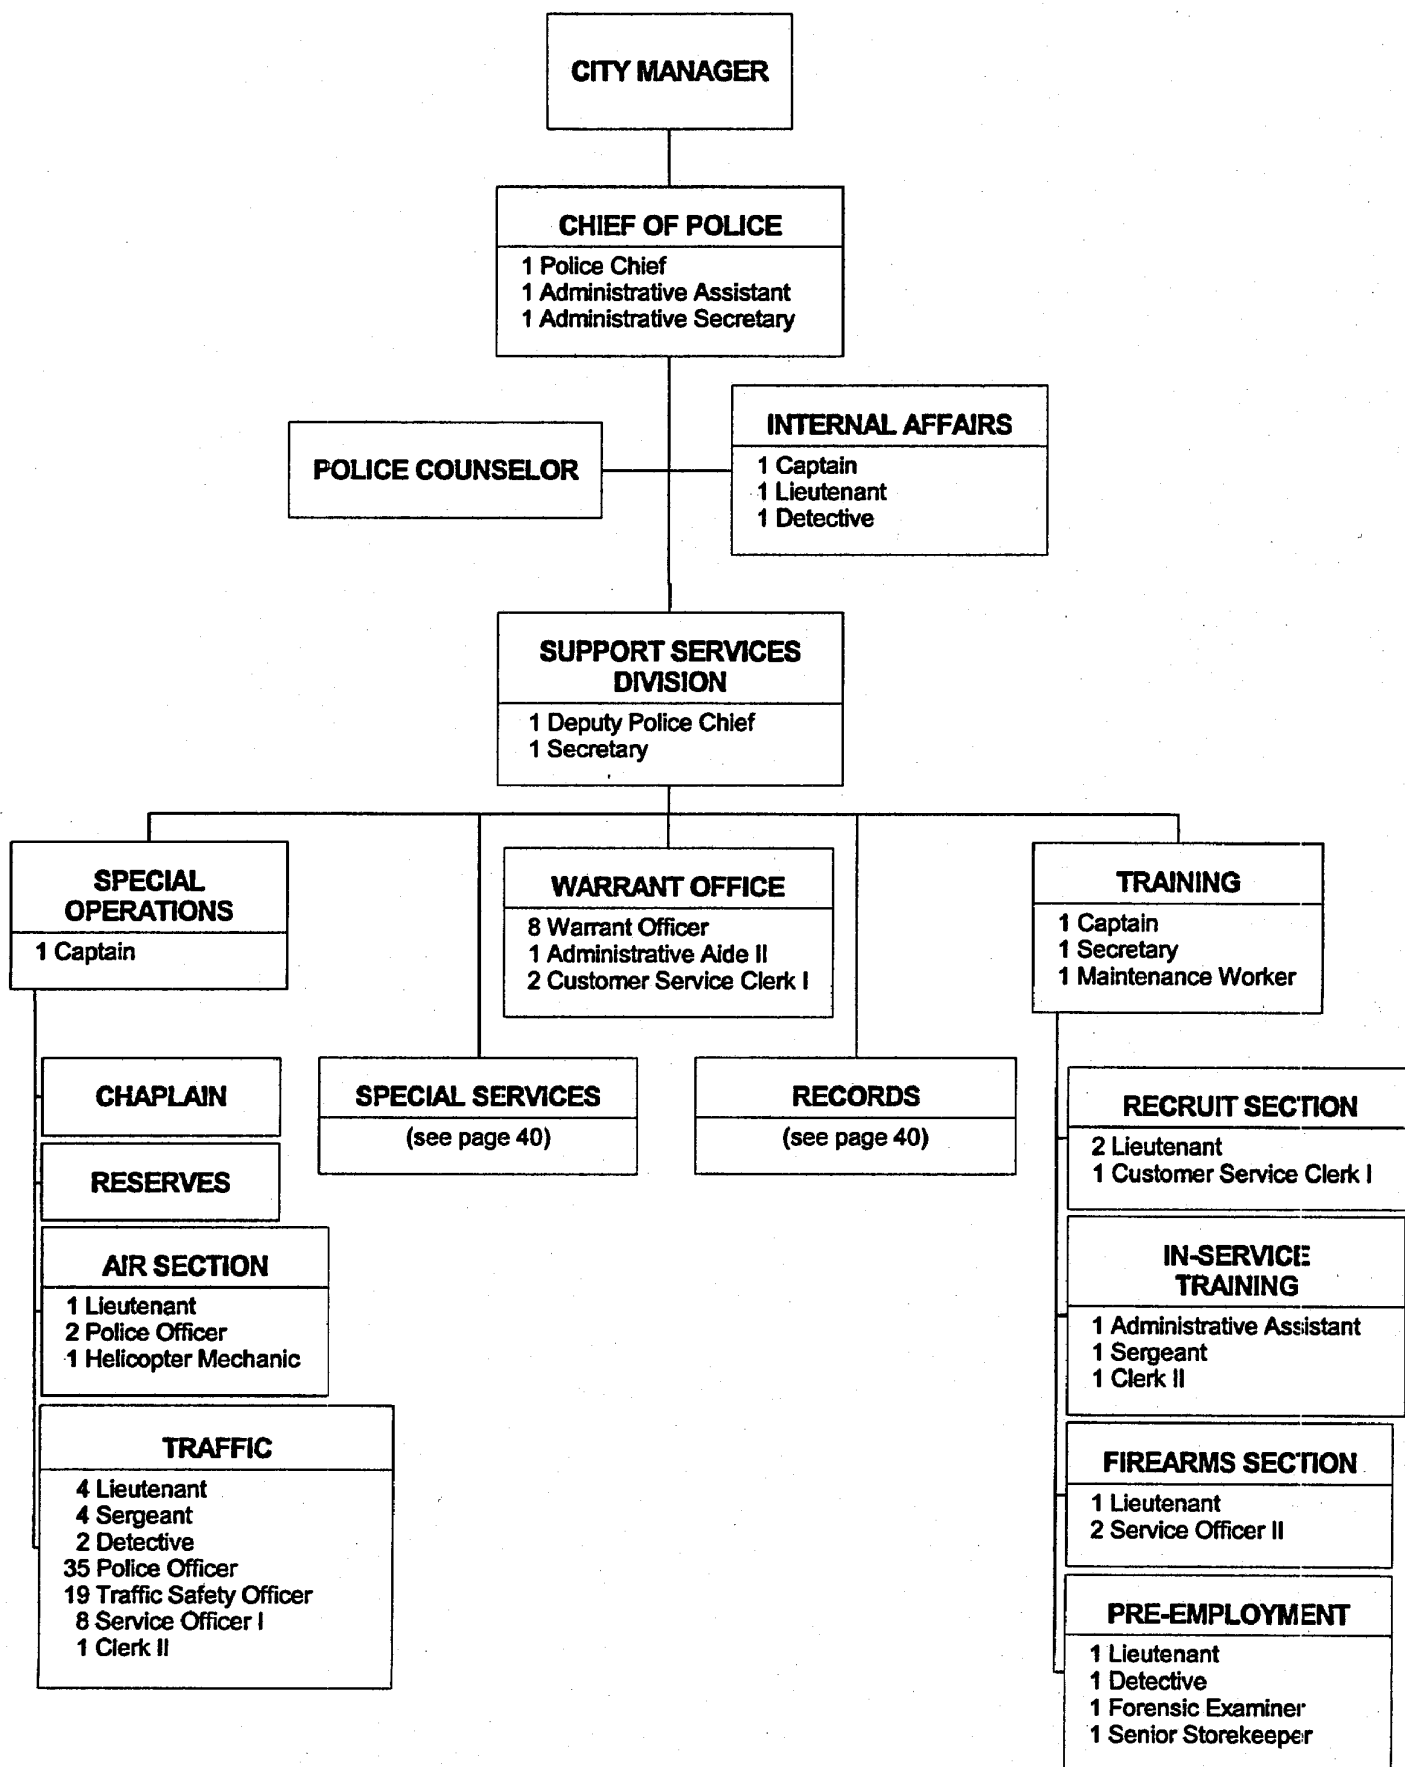 CITY MANAGER
CHIEF OF POLICE
1 Police Chief
1 Administrative Assistant
1 Administrative Secretary
POLICE COUNSELOR
INTERNAL AFFAIRS
1 Captain
1 Lieutenant
1 Detective
SUPPORT SERVICES
DIVISION
1 Deputy Police Chief
1 Secretary
SPECIAL
OPERATIONS
1 Captain
WARRANT OFFICE
8 Warrant Officer
1 Administrative Aide II
2 Customer Service Clerk I
TRAINING
1 Captain
1 Secretary
1 Maintenance Worker
CHAPLAIN
RESERVES
AIR SECTION
1 Lieutenant
2 Police Officer
1 Helicopter Mechanic
TRAFFIC
4 Lieutenant
4 Sergeant
2 Detective
35 Police Officer
19 Traffic Safety Officer
8 Service Officer I
1 Clerk II
SPECIAL SERVICES
(see page 40)
RECORDS
(see page 40)
RECRUIT SECTION
2 Lieutenant
1 Customer Service Clerk I
IN-SERVICE
TRAINING
1 Administrative Assistant
1 Sergeant
1 Clerk II
FIREARMS SECTION
1 Lieutenant
2 Service Officer II
PRE-EMPLOYMENT
1 Lieutenant
1 Detective
1 Forensic Examiner
1 Senior Storekeeper